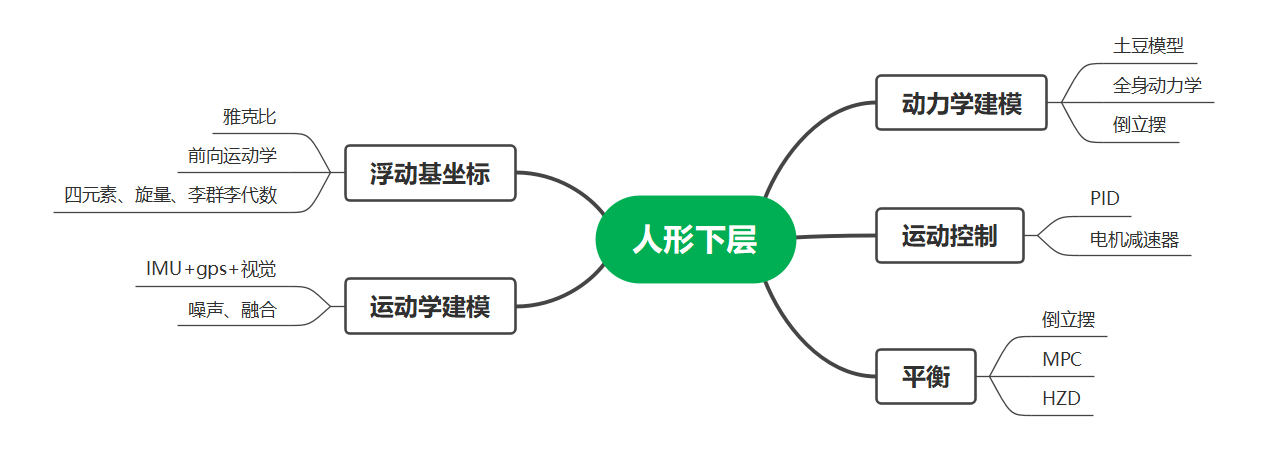 人形下层
动力学建模
土豆模型
全身动力学
倒立摆
运动控制
PID
电机减速器
平衡
倒立摆
MPC
HZD
浮动基坐标
雅克比
前向运动学
四元素、旋量、李群李代数
运动学建模
IMU+gps+视觉
噪声、融合